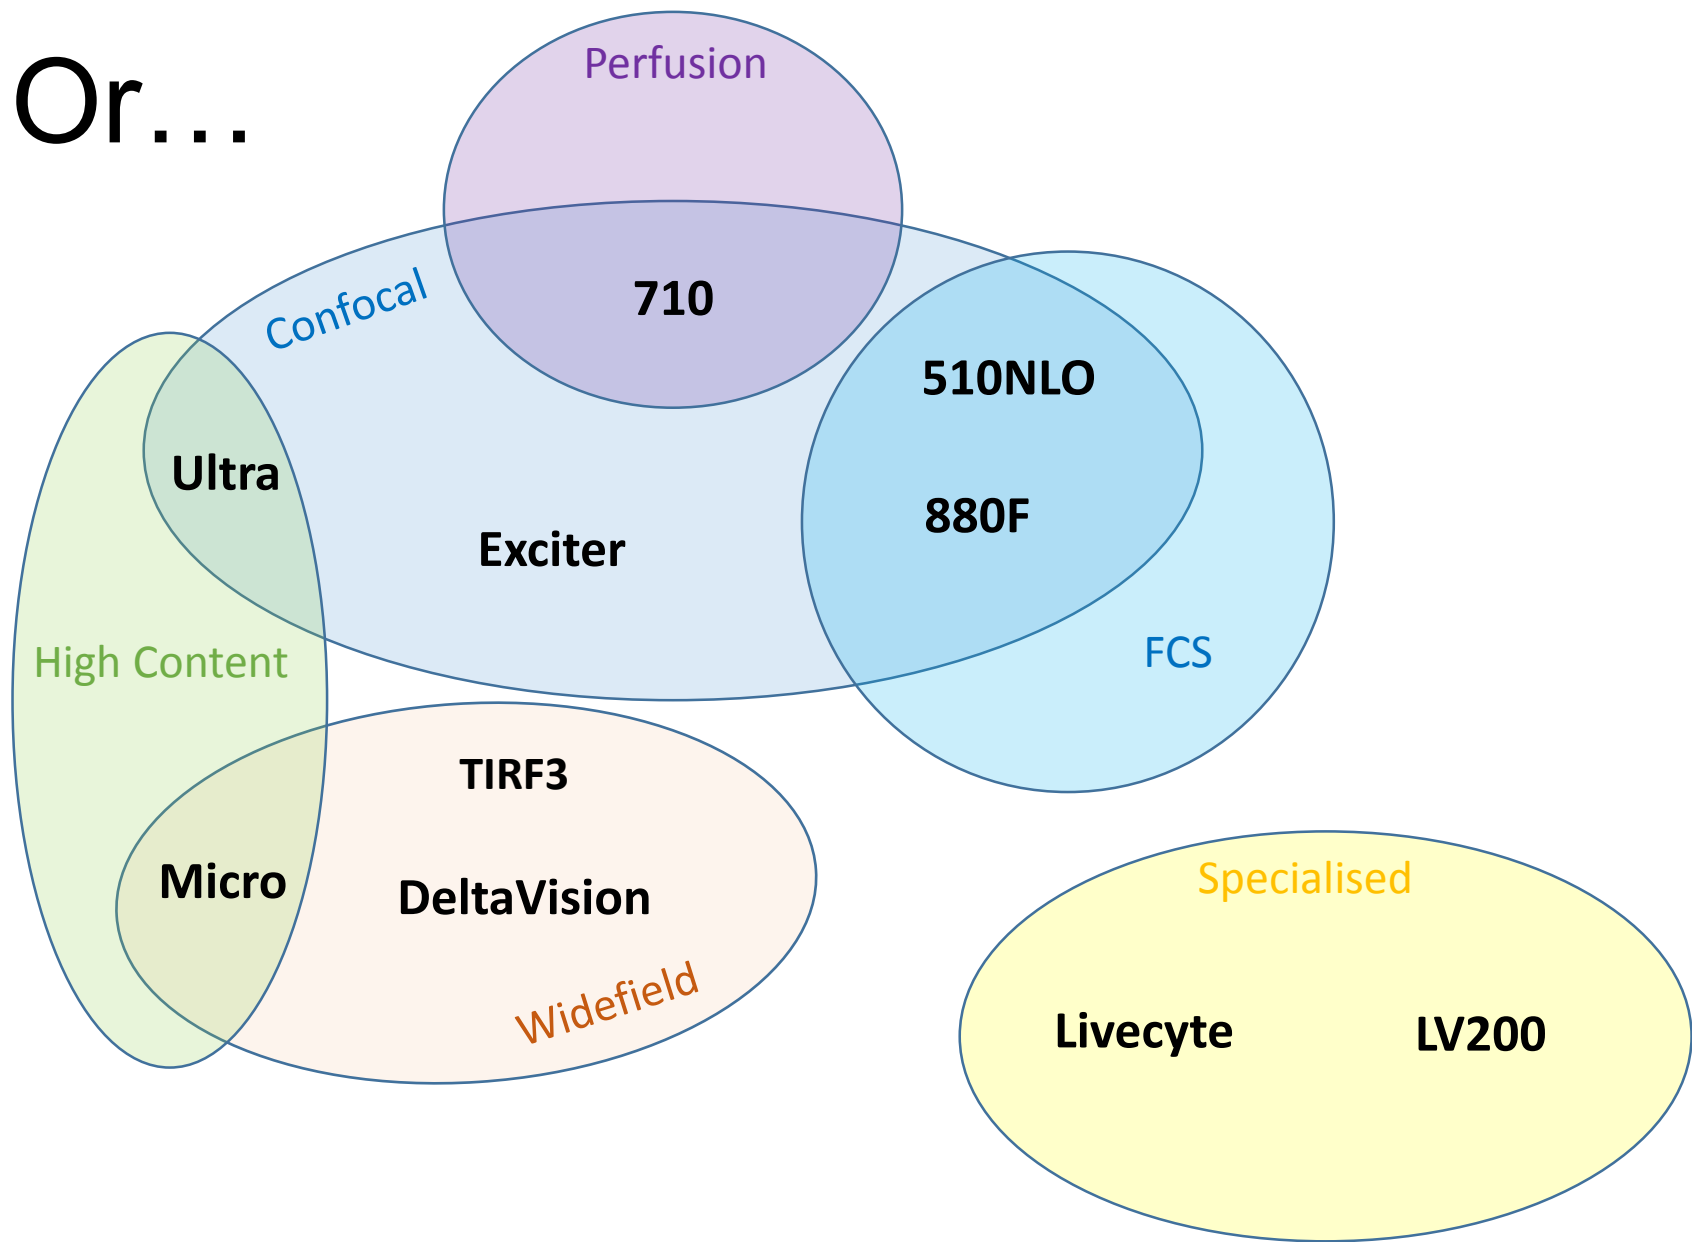 Or...
Perfusion
Confocal
710
510NLO
Ultra
880F
Exciter
High Content
FCS
TIRF3
Micro
DeltaVision
Widefield
Specialised
Livecyte
LV200